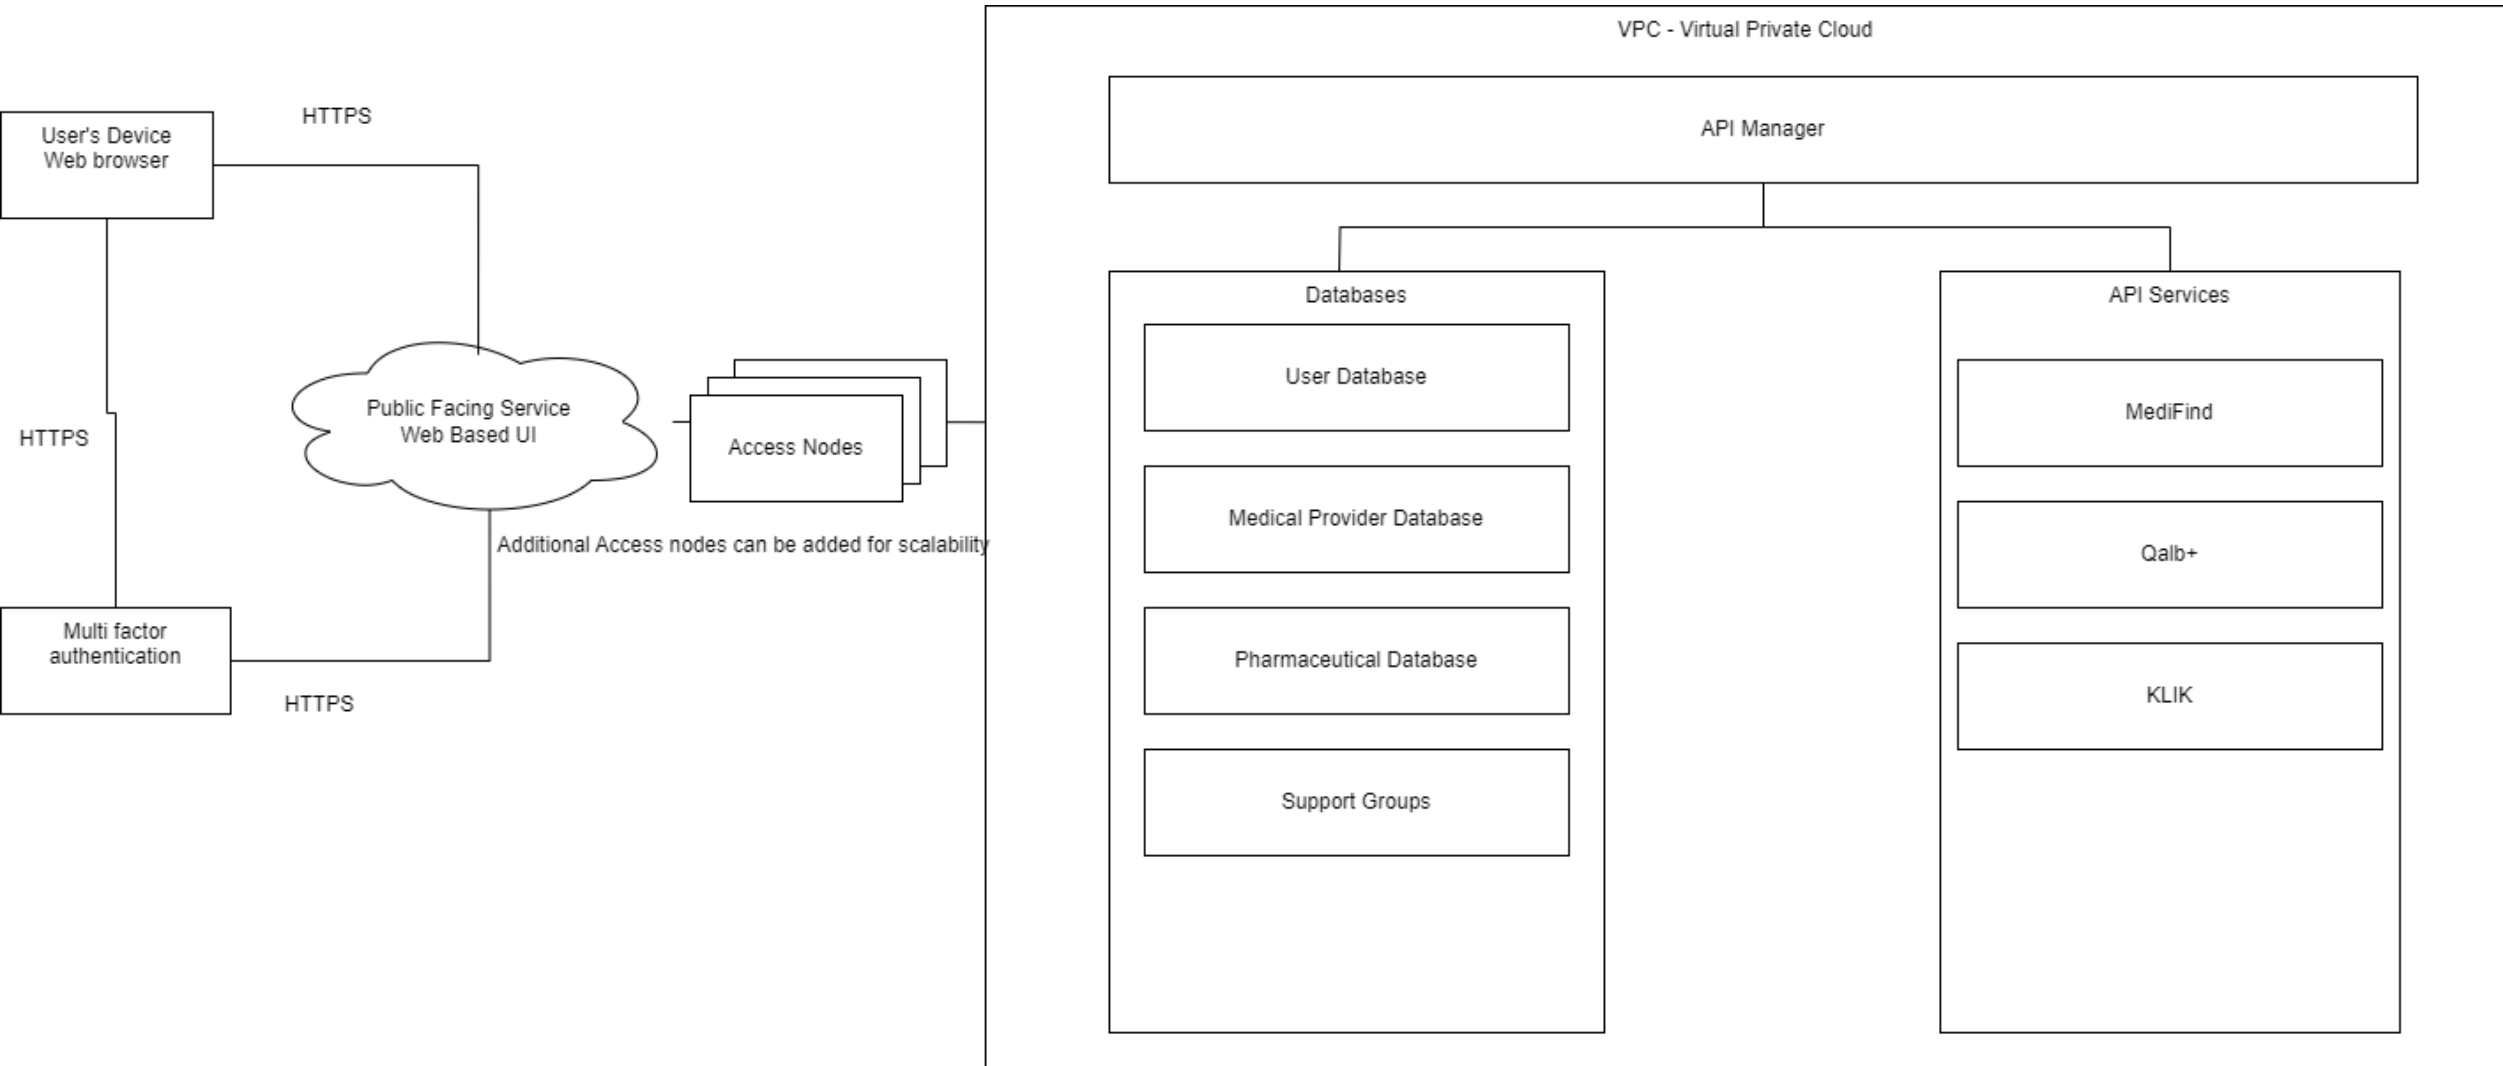 VPC - Virtual Private Cloud
API Manager
HTTPS
User's Device
Web browser
HTTPS
Public Facing Service
Web Based UI
Access Nodes
Additional Access nodes can be added for scalability
Multi factor
authentication
HTTPS
Databases
User Database
Medical Provider Database
Pharmaceutical Database
Support Groups
API Services
MediFind
Qalb+
KLIK